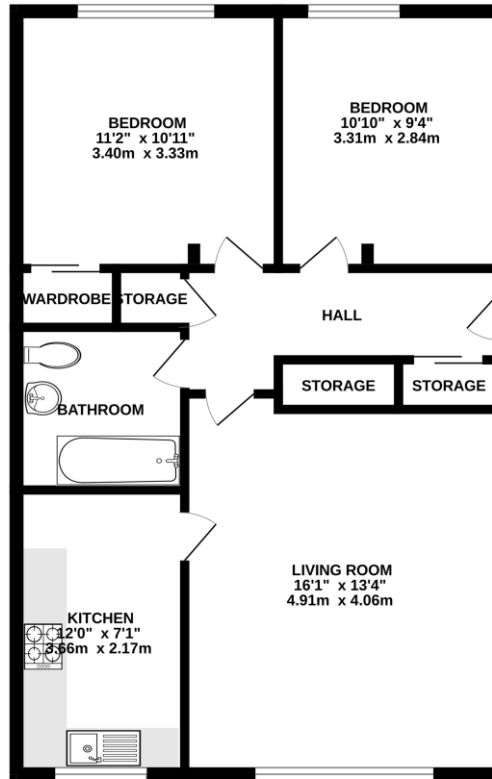 BEDROOM
11'2" x 10'11"
3.40m x 3.33m
BEDROOM
10'10" x 9'4"
3.31m x 2.84m
WARDROBE
STORAGE
HALL
STORAGE
STORAGE
BATHROOM
LIVING ROOM
16'1" x 13'4"
4.91m x 4.06m
KITCHEN
12'0" x 7'1"
3.66m x 2.17m